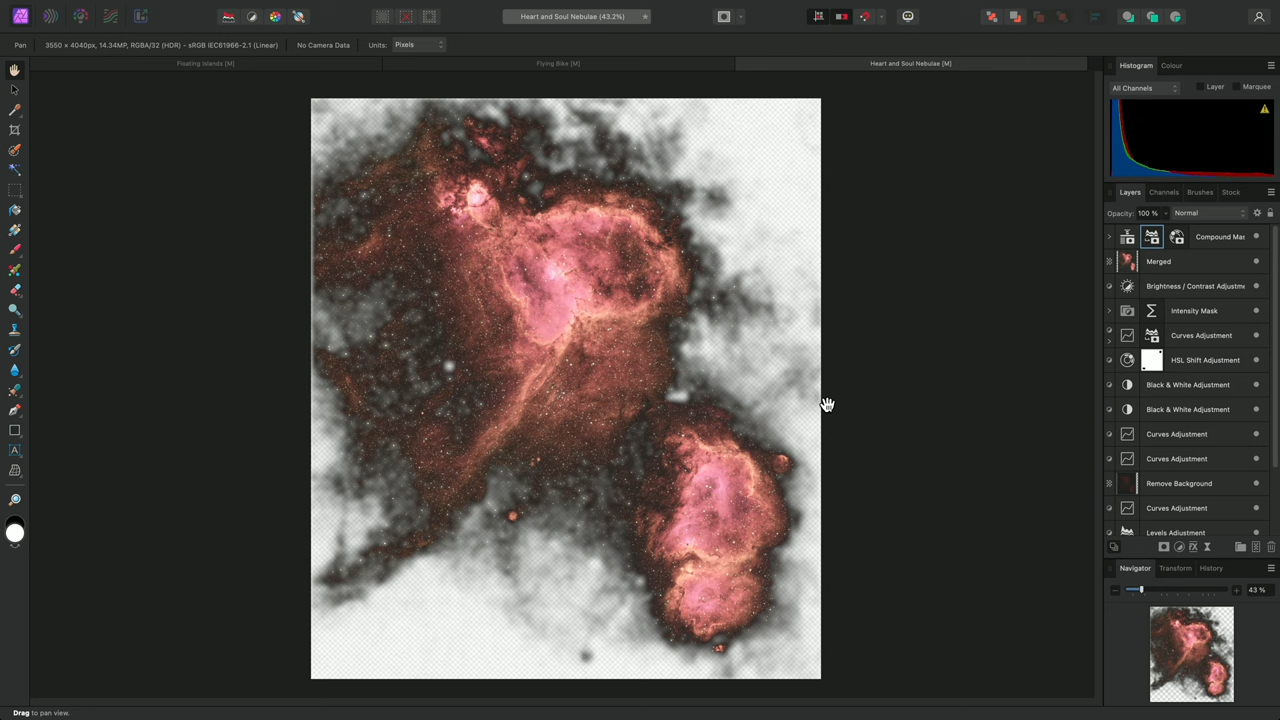 Heart and Soul Nebulae (43.2%)
Pan 3550 × 4040px, 14.34MP, RGBA/32 (HDR) - sRGB IEC61966-2.1 (Linear) No Camera Data Units: Pixels
Floating Islands [M] Flying Bike [M] Heart and Soul Nebulae [M]
Histogram Colour
All Channels Layer Marquee
Layers Channels Brushes Stock
Opacity: 100 % Normal
Compound Mas
Merged
Brightness / Contrast Adjustme
Intensity Mask
Curves Adjustment
HSL Shift Adjustment
Black & White Adjustment
Black & White Adjustment
Curves Adjustment
Curves Adjustment
Remove Background
Curves Adjustment
Levels Adjustment
Navigator Transform History
43 %
Drag to pan view.